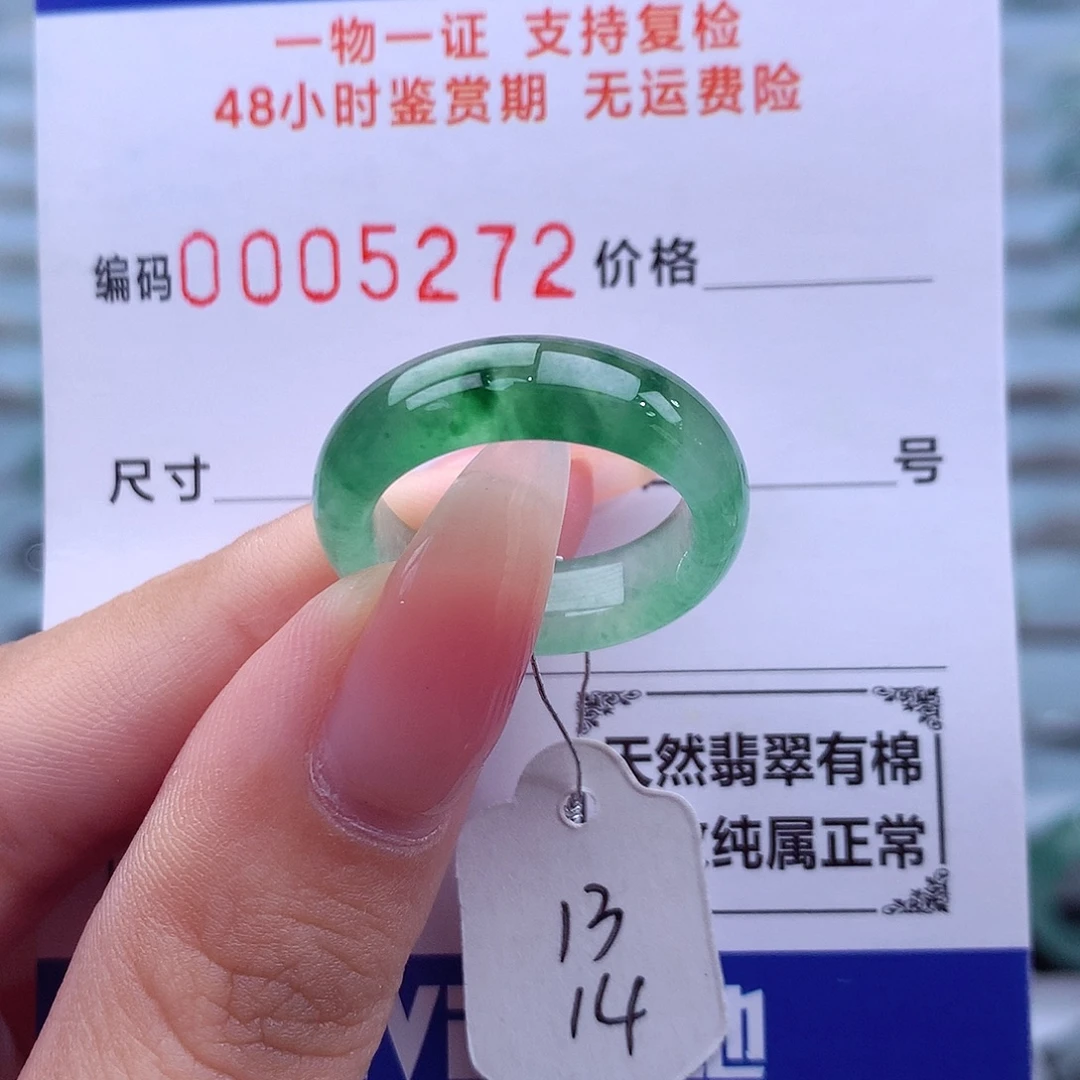 一物一证 支持复检
48小时鉴赏期 无运费险
编码0005272价格
尺寸 号
天然翡翠有棉
纯属正常
13
14